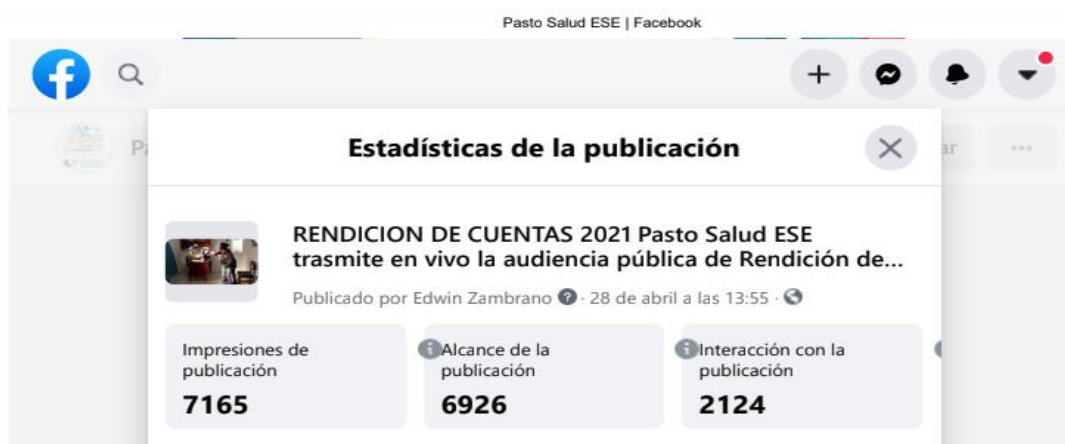 Pasto Salud ESE | Facebook
Estadísticas de la publicación
RENDICION DE CUENTAS 2021 Pasto Salud ESE
trasmite en vivo la audiencia pública de Rendición de...
Publicado por Edwin Zambrano · 28 de abril a las 13:55 ·
Impresiones de
publicación
7165
Alcance de la
publicación
6926
Interacción con la
publicación
2124